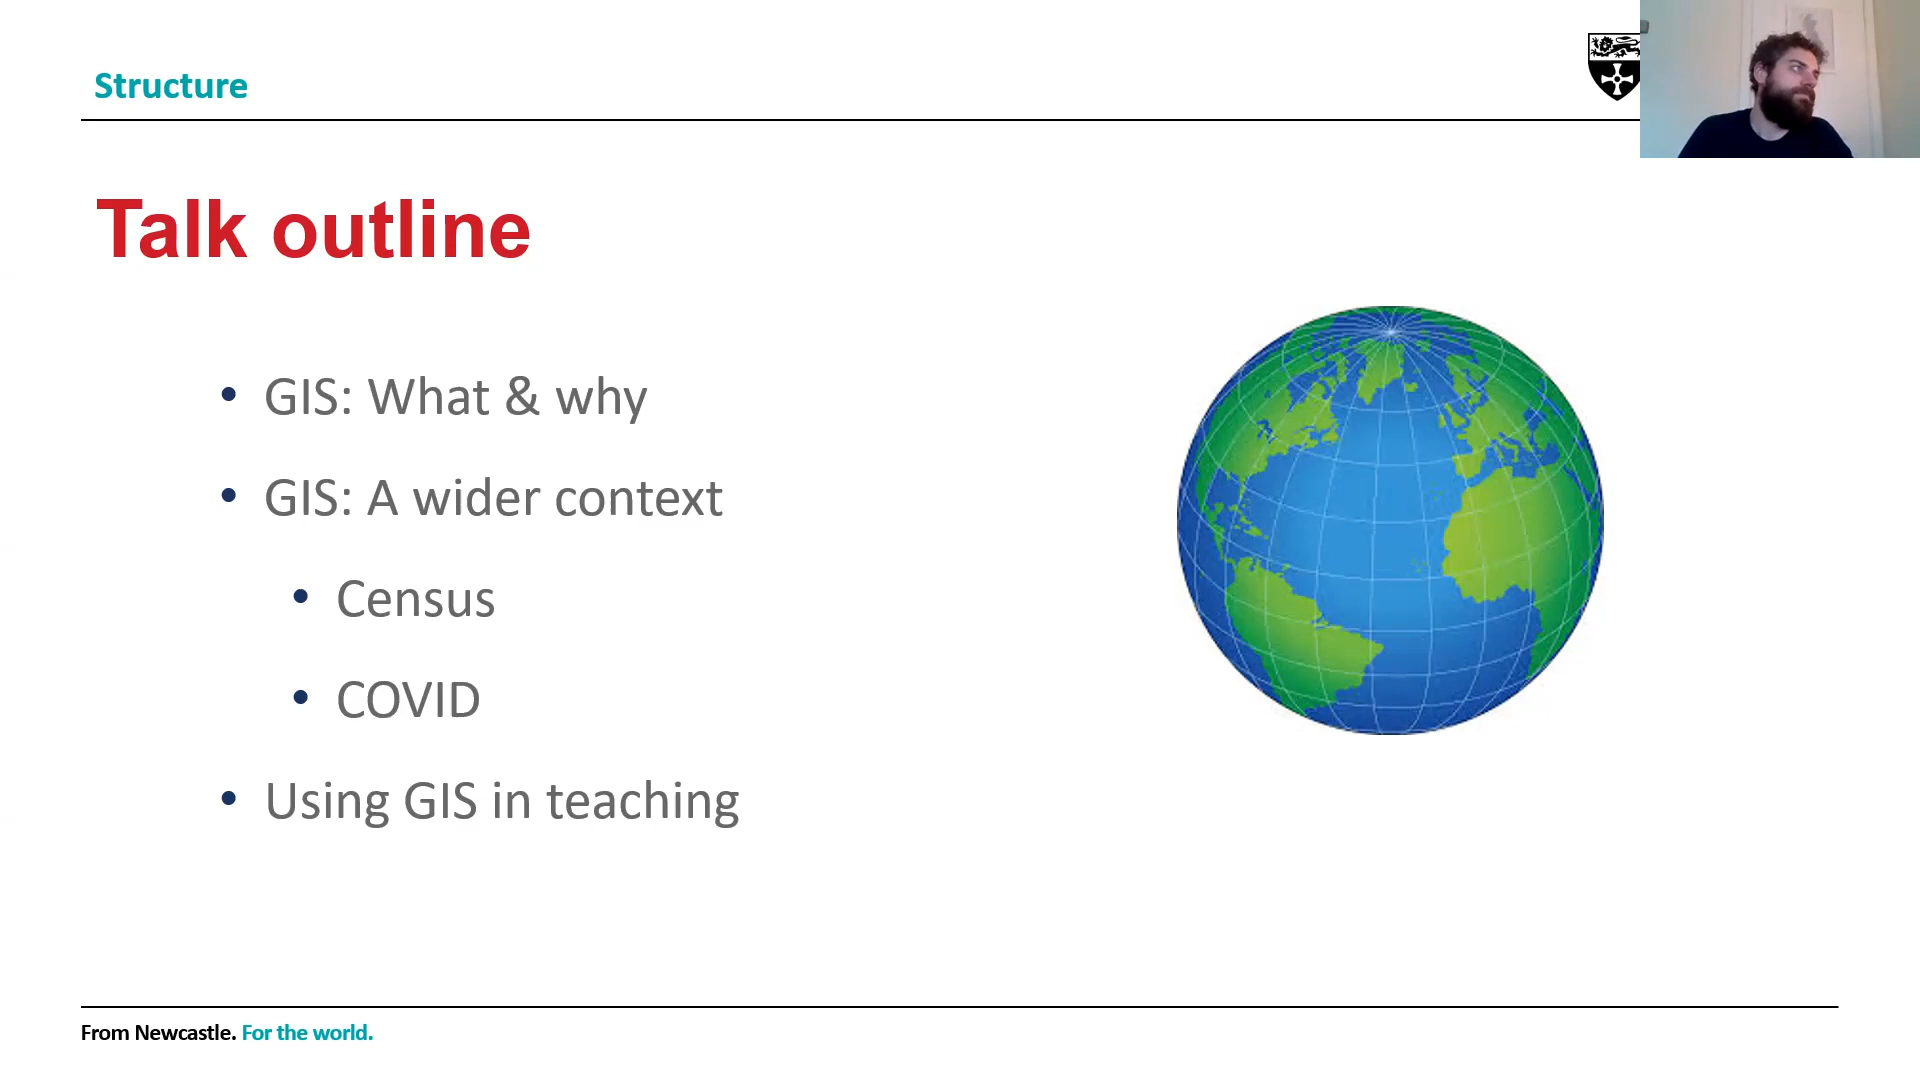 Structure
Talk outline
• GIS: What & why
• GIS: A wider context
• Census
• COVID
• Using GIS in teaching
From Newcastle. For the world.